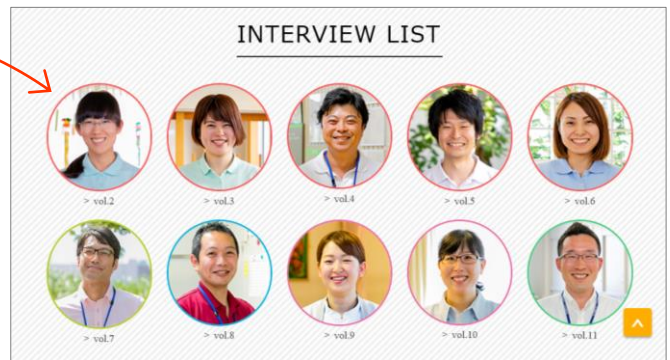 INTERVIEW LIST
> vol.2 > vol.3 > vol.4 > vol.5 > vol.6
> vol.7 > vol.8 > vol.9 > vol.10 > vol.11